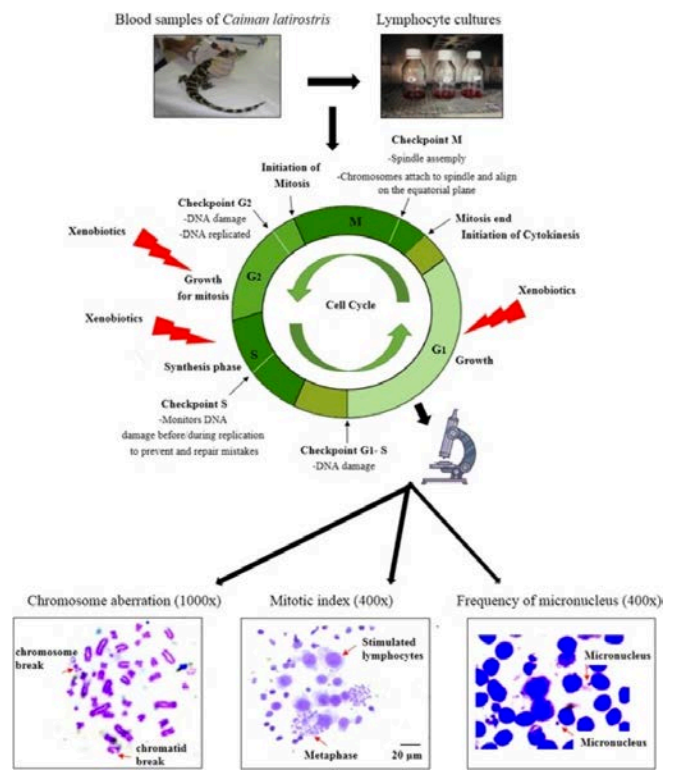 Blood samples of Caiman latirostris
Lymphocyte cultures
Checkpoint M
-Spindle assembly
-Chromosomes attach to spindle and align
on the equatorial plane
Initiation of
Mitosis
Checkpoint G2
-DNA damage
-DNA replicated
Mitosis end
Initiation of Cytokinesis
M
Xenobiotics
G2
Growth
for mitosis
Cell Cycle
Xenobiotics
Xenobiotics
G1
Growth
S
Synthesis phase
Checkpoint S
-Monitors DNA
damage before/during replication
to prevent and repair mistakes
Checkpoint G1- S
-DNA damage
Chromosome aberration (1000x)
Mitotic index (400x)
Frequency of micronucleus (400x)
chromosome
break
chromatid
break
Stimulated
lymphocytes
Metaphase
20 µm
Micronucleus
Micronucleus